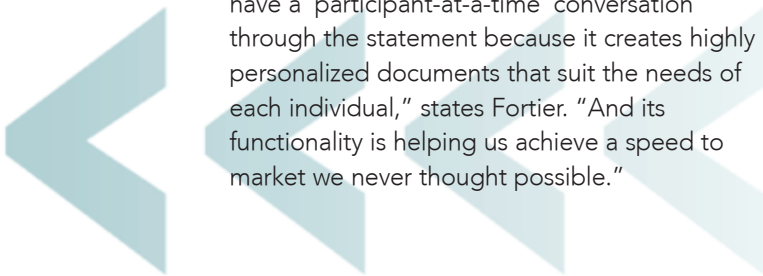 have a ‘participant-at-a-time’ conversation
through the statement because it creates highly
personalized documents that suit the needs of
each individual,” states Fortier. “And its
functionality is helping us achieve a speed to
market we never thought possible.”